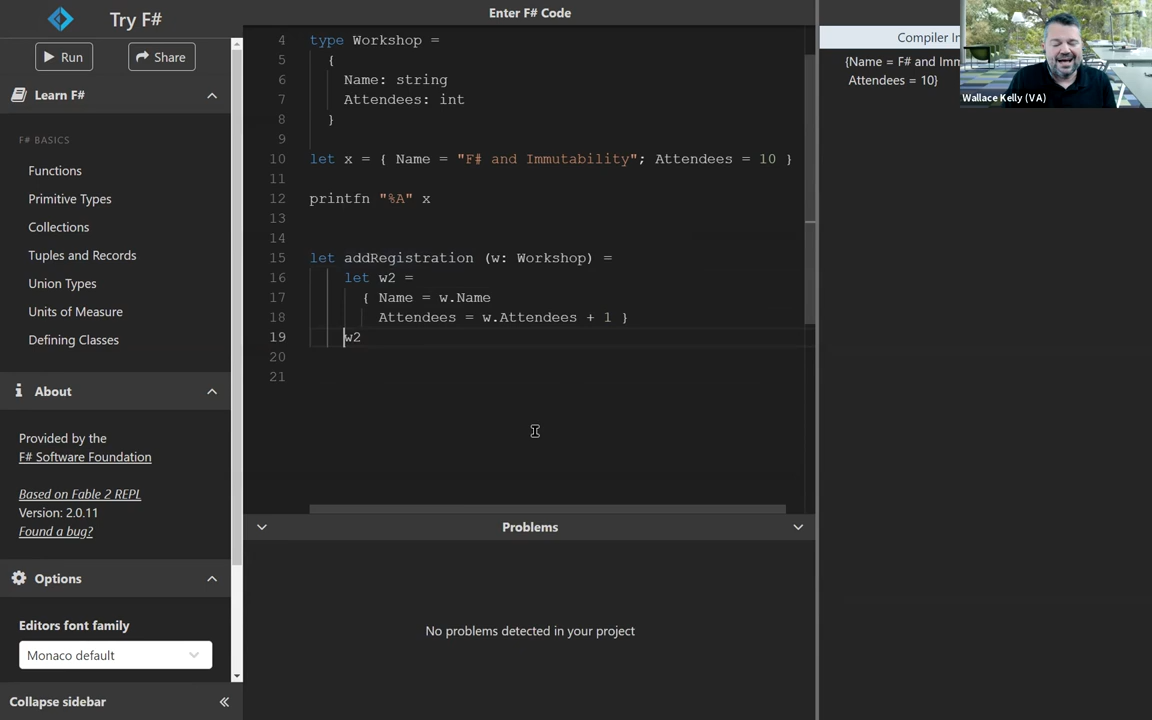 Try F#
Enter F# Code
Run
Share
Compiler In
Learn F#
F# BASICS
Functions
Primitive Types
Collections
Tuples and Records
Union Types
Units of Measure
Defining Classes
About
Provided by the
F# Software Foundation
Based on Fable 2 REPL
Version: 2.0.11
Found a bug?
Options
Editors font family
Monaco default
Collapse sidebar
4 type Workshop =
5 {
6 Name: string
7 Attendees: int
8 }
9
10 let x = { Name = "F# and Immutability"; Attendees = 10 }
11
12 printfn "%A" x
13
14
15 let addRegistration (w: Workshop) =
16 let w2 =
17 { Name = w.Name
18 Attendees = w.Attendees + 1 }
19 w2
20
21
Problems
No problems detected in your project
{Name = F# and Imm
Attendees = 10}
Wallace Kelly (VA)